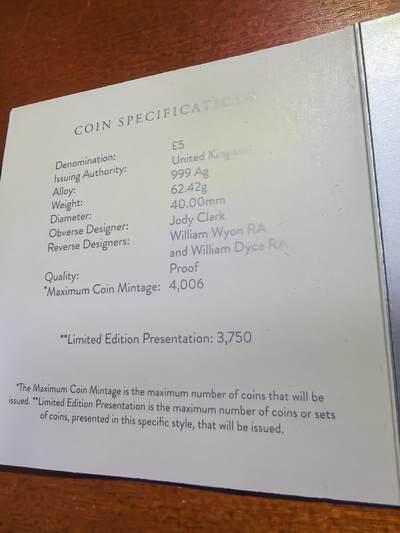 COIN SPECIFICATIONS
Denomination: £5
Issuing Authority: United Kingdom
Alloy: 999 Ag
Weight: 62.42g
Diameter: 40.00mm
Obverse Designer: Jody Clark
Reverse Designers: William Wyon RA
and William Dyce RA
Quality: Proof
*Maximum Coin Mintage: 4,006
**Limited Edition Presentation: 3,750
*The Maximum Coin Mintage is the maximum number of coins that will be
issued. **Limited Edition Presentation is the maximum number of coins or sets
of coins, presented in this specific style, that will be issued.